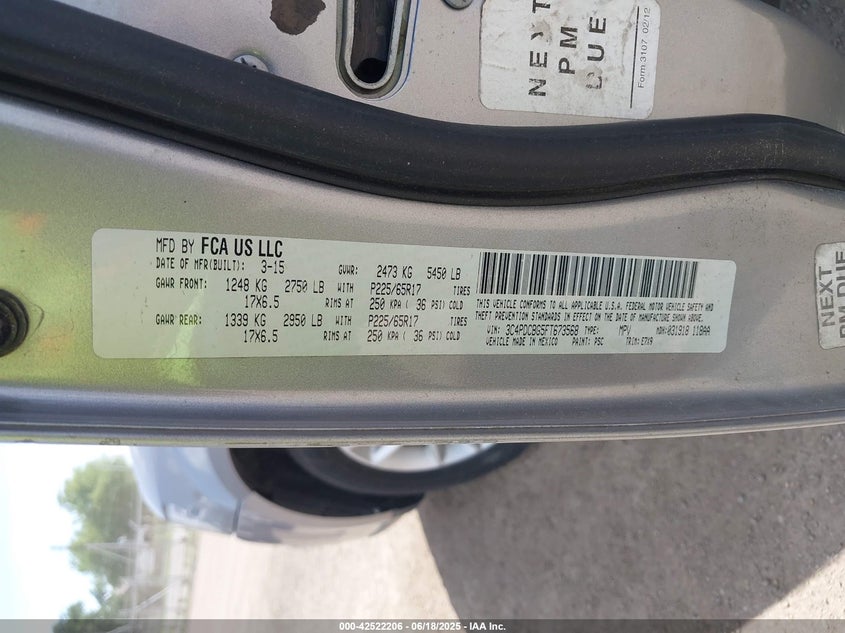 NEXT
PM
DUE
Form 3107 02/12
MFD BY FCA US LLC
DATE OF MFR(BUILT): 3-15 GVWR: 2473 KG 5450 LB
GAWR FRONT: 1248 KG 2750 LB WITH P225/65R17 TIRES
17X6.5 RIMS AT 250 KPA ( 36 PSI) COLD
GAWR REAR: 1339 KG 2950 LB WITH P225/65R17 TIRES
17X6.5 RIMS AT 250 KPA ( 36 PSI) COLD
THIS VEHICLE CONFORMS TO ALL APPLICABLE U.S.A. FEDERAL MOTOR VEHICLE SAFETY AND
THEFT PREVENTION STANDARDS IN EFFECT ON THE DATE OF MANUFACTURE SHOWN ABOVE.
VIN: 3C4PDCBG5FT673568 TYPE: MPV MDH: 031918 118AA
VEHICLE MADE IN MEXICO PAINT: PSC TRIM: E7X9
NEXT
PM DUE
000-42522206 - 06/18/2025 - IAA Inc.